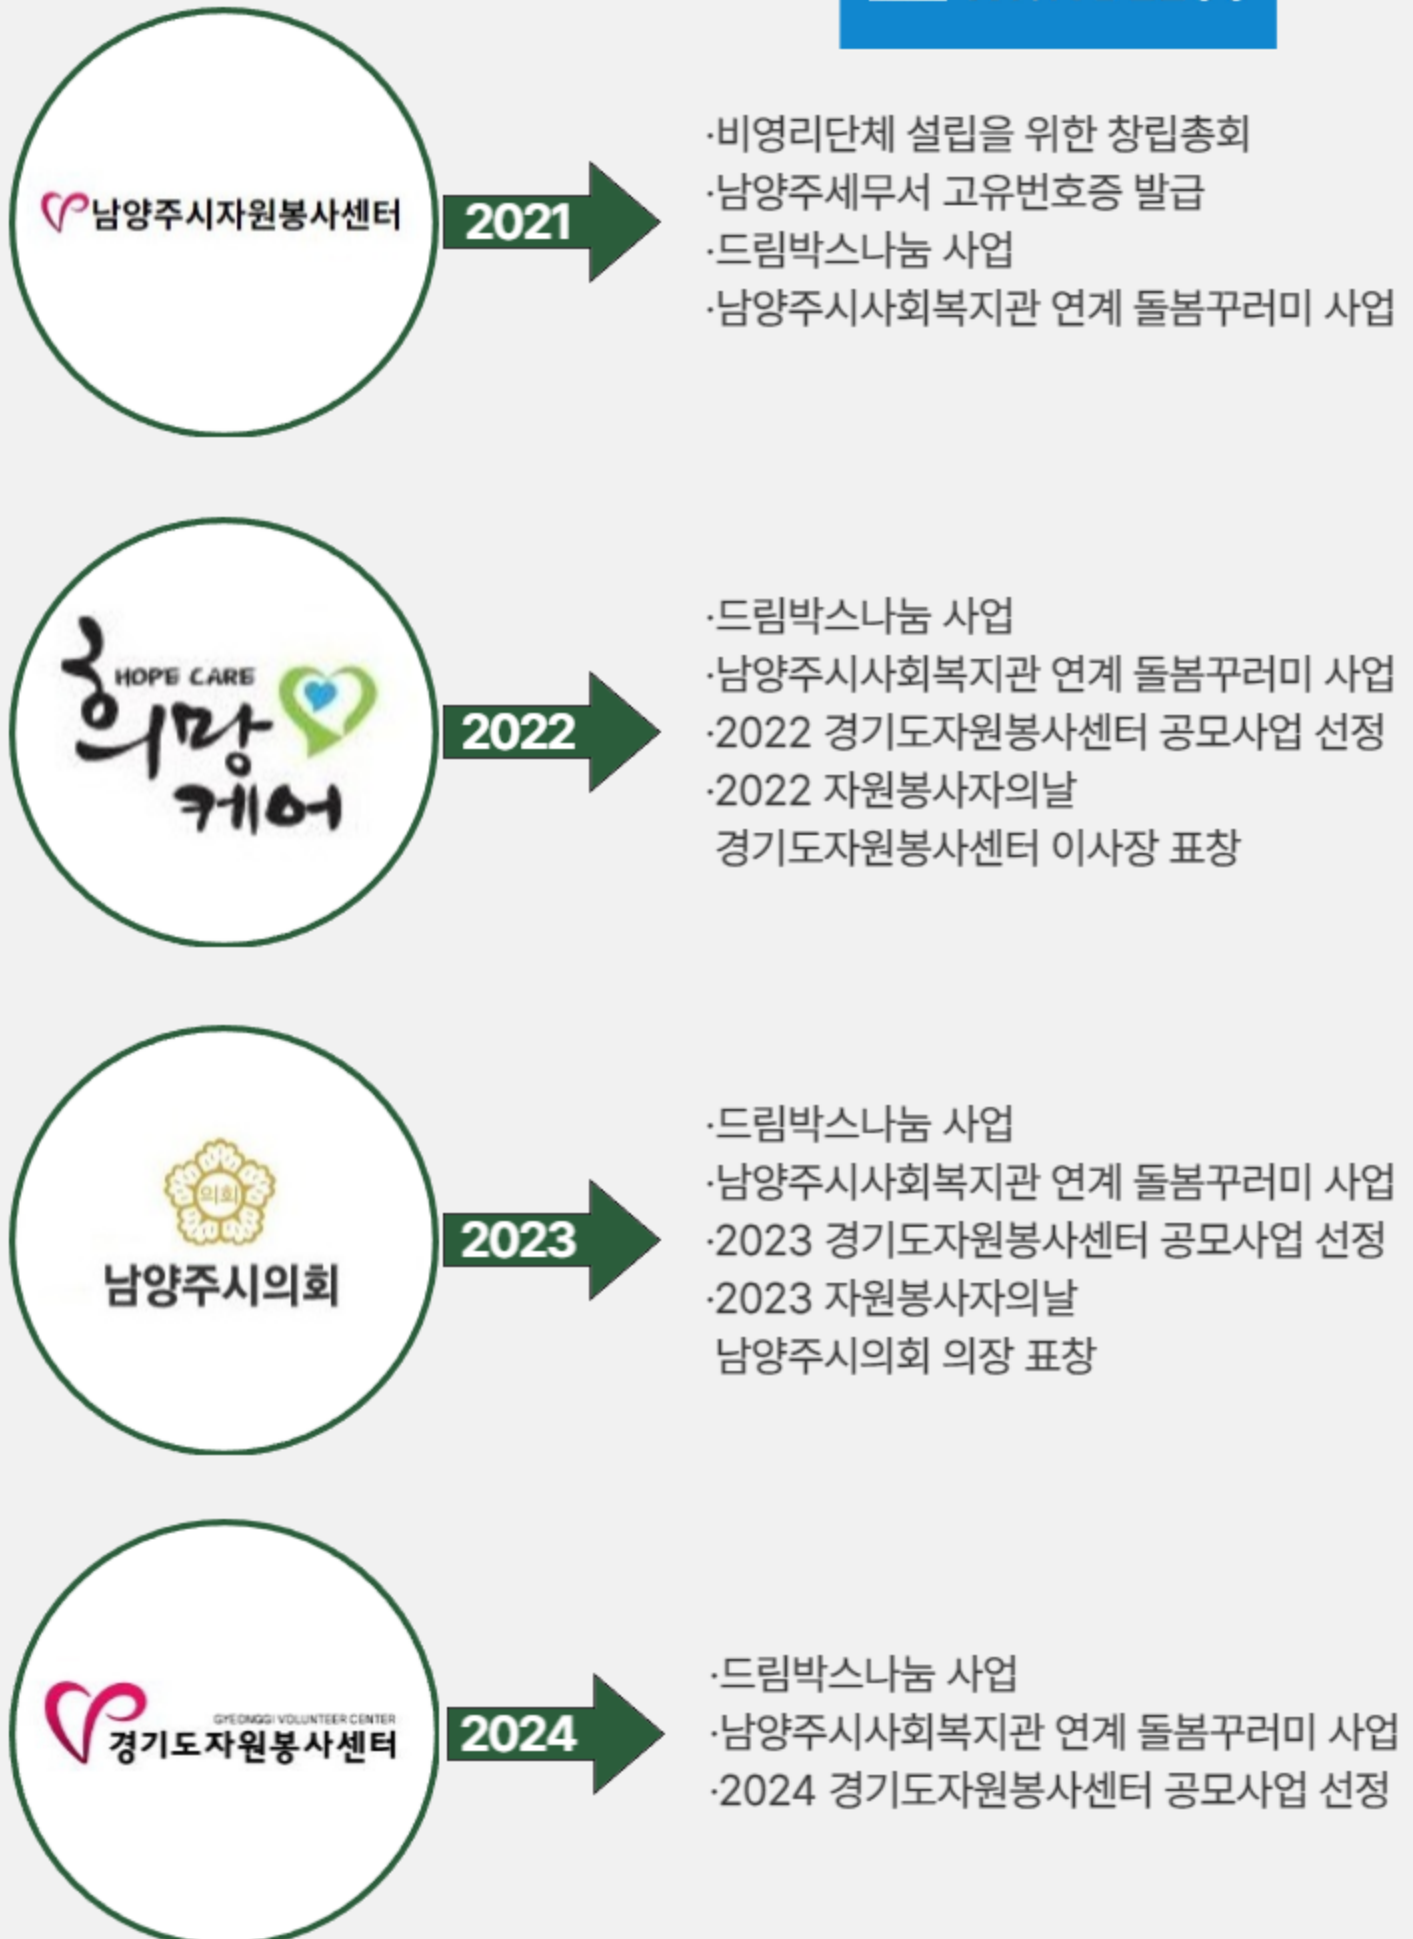 남양주시자원봉사센터
2021
·비영리단체 설립을 위한 창립총회
·남양주세무서 고유번호증 발급
·드림박스나눔 사업
·남양주시사회복지관 연계 돌봄꾸러미 사업
HOPE CARE
희망
케어
2022
·드림박스나눔 사업
·남양주시사회복지관 연계 돌봄꾸러미 사업
·2022 경기도자원봉사센터 공모사업 선정
·2022 자원봉사자의날
경기도자원봉사센터 이사장 표창
의회
남양주시의회
2023
·드림박스나눔 사업
·남양주시사회복지관 연계 돌봄꾸러미 사업
·2023 경기도자원봉사센터 공모사업 선정
·2023 자원봉사자의날
남양주시의회 의장 표창
GYEONGGI VOLUNTEER CENTER
경기도자원봉사센터
2024
·드림박스나눔 사업
·남양주시사회복지관 연계 돌봄꾸러미 사업
·2024 경기도자원봉사센터 공모사업 선정